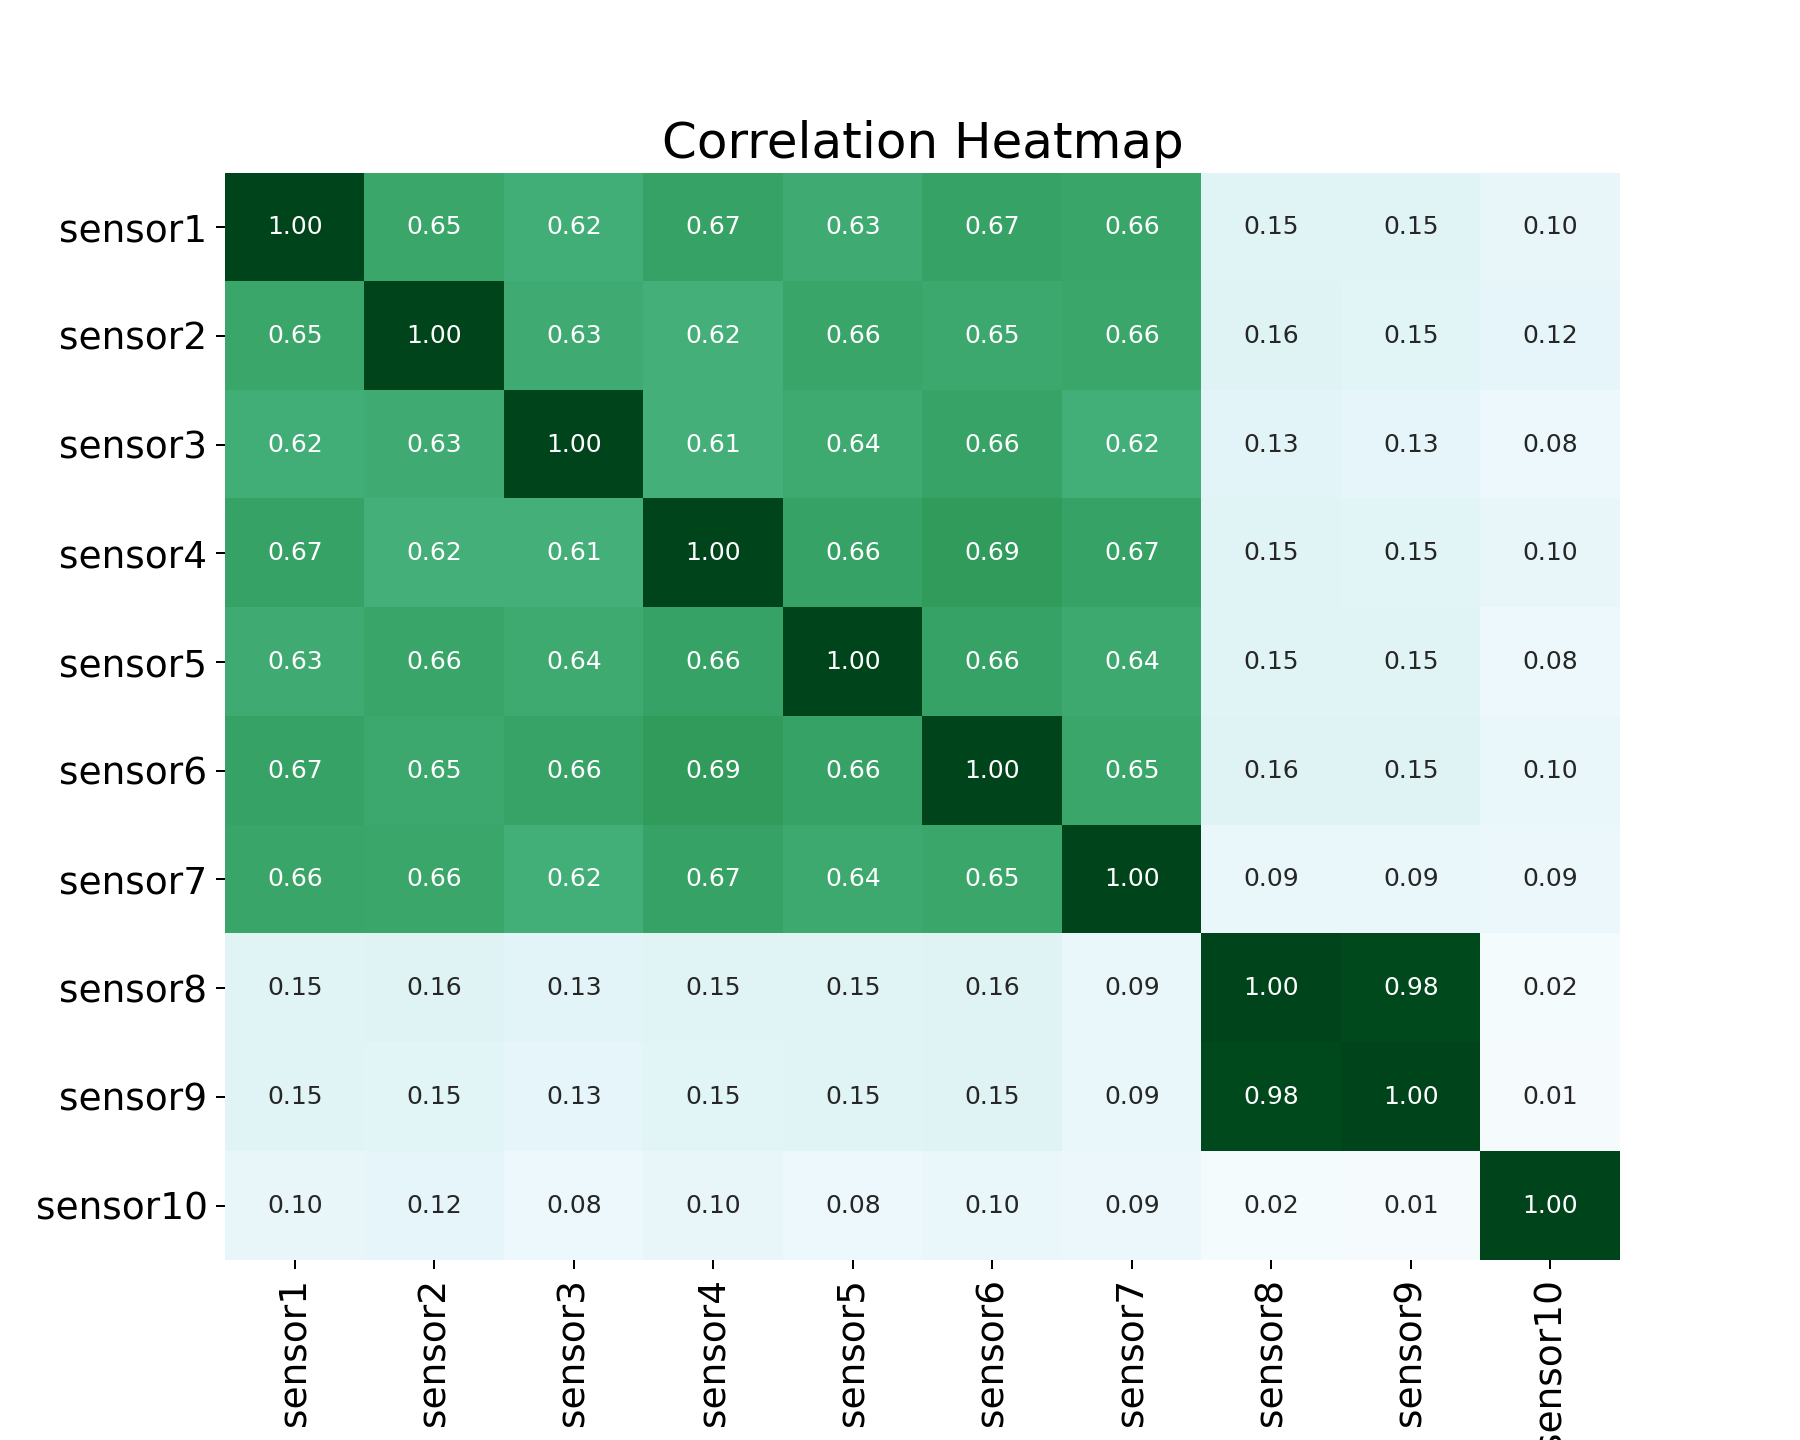 Correlation Heatmap
sensor1 1.00 0.65 0.62 0.67 0.63 0.67 0.66 0.15 0.15 0.10
sensor2 0.65 1.00 0.63 0.62 0.66 0.65 0.66 0.16 0.15 0.12
sensor3 0.62 0.63 1.00 0.61 0.64 0.66 0.62 0.13 0.13 0.08
sensor4 0.67 0.62 0.61 1.00 0.66 0.69 0.67 0.15 0.15 0.10
sensor5 0.63 0.66 0.64 0.66 1.00 0.66 0.64 0.15 0.15 0.08
sensor6 0.67 0.65 0.66 0.69 0.66 1.00 0.65 0.16 0.15 0.10
sensor7 0.66 0.66 0.62 0.67 0.64 0.65 1.00 0.09 0.09 0.09
sensor8 0.15 0.16 0.13 0.15 0.15 0.16 0.09 1.00 0.98 0.02
sensor9 0.15 0.15 0.13 0.15 0.15 0.15 0.09 0.98 1.00 0.01
sensor10 0.10 0.12 0.08 0.10 0.08 0.10 0.09 0.02 0.01 1.00
sensor1 sensor2 sensor3 sensor4 sensor5 sensor6 sensor7 sensor8 sensor9 sensor10